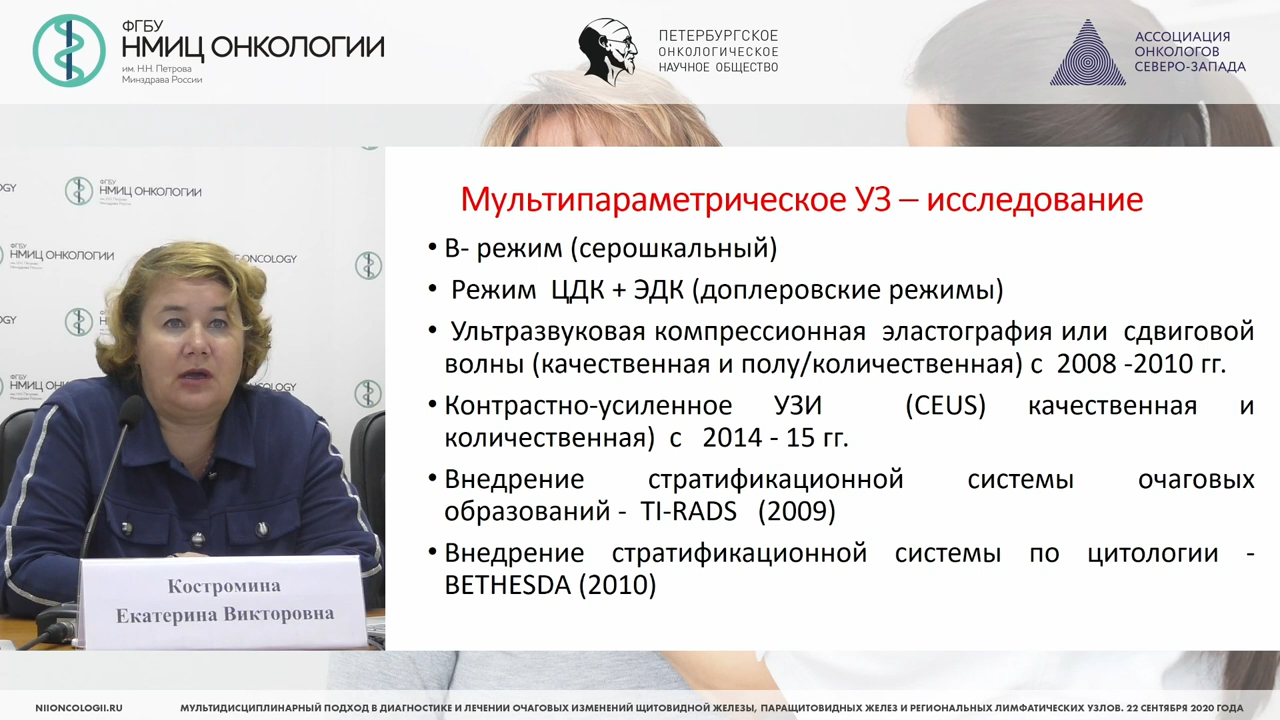 ФГБУ
НМИЦ ОНКОЛОГИИ
им. Н.Н. Петрова
Минздрава России
ПЕТЕРБУРГСКОЕ
ОНКОЛОГИЧЕСКОЕ
НАУЧНОЕ ОБЩЕСТВО
АССОЦИАЦИЯ
ОНКОЛОГОВ
СЕВЕРО-ЗАПАДА
ФГБУ
НМИЦ ОНКОЛОГИИ
ONCOLOGY
Костромина
Екатерина Викторовна
Мультипараметрическое УЗ – исследование
• В- режим (серошкальный)
• Режим ЦДК + ЭДК (доплеровские режимы)
• Ультразвуковая компрессионная эластография или сдвиговой
волны (качественная и полу/количественная) с 2008 -2010 гг.
• Контрастно-усиленное УЗИ (CEUS) качественная и
количественная) с 2014 - 15 гг.
• Внедрение стратификационной системы очаговых
образований - TI-RADS (2009)
• Внедрение стратификационной системы по цитологии -
BETHESDA (2010)
NIIONCOLOGII.RU
МУЛЬТИДИСЦИПЛИНАРНЫЙ ПОДХОД В ДИАГНОСТИКЕ И ЛЕЧЕНИИ ОЧАГОВЫХ ИЗМЕНЕНИЙ ЩИТОВИДНОЙ ЖЕЛЕЗЫ, ПАРАЩИТОВИДНЫХ ЖЕЛЕЗ И РЕГИОНАЛЬНЫХ ЛИМФАТИЧЕСКИХ УЗЛОВ. 22 СЕНТЯБРЯ 2020 ГОДА